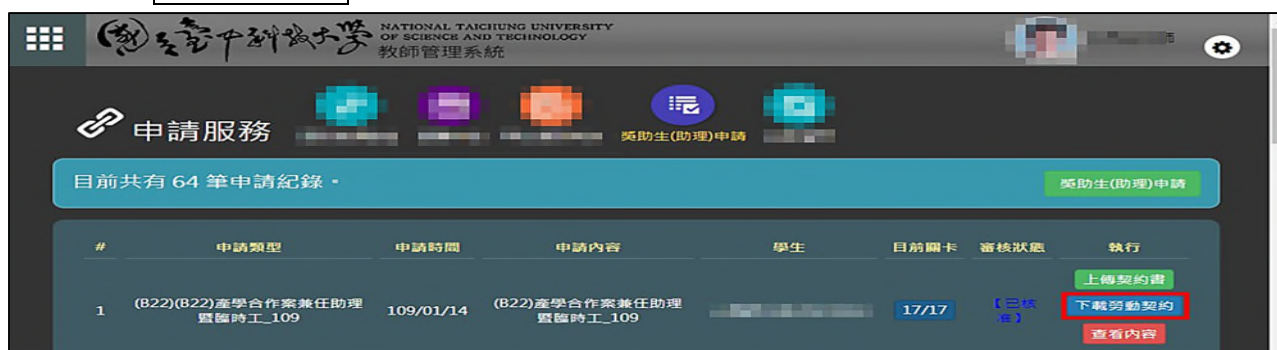 國立臺中科技大學
NATIONAL TAICHUNG UNIVERSITY
OF SCIENCE AND TECHNOLOGY
教師管理系統
申請服務
獎助生(助理)申請
目前共有 64 筆申請紀錄。
獎助生(助理)申請
# 申請類型 申請時間 申請內容 學生 目前關卡 審核狀態 執行
上傳契約書
1 (B22)(B22)產學合作案兼任助理
暨臨時工_109 109/01/14 (B22)產學合作案兼任助理
暨臨時工_109 17/17 【已核
准】 下載勞動契約
查看內容